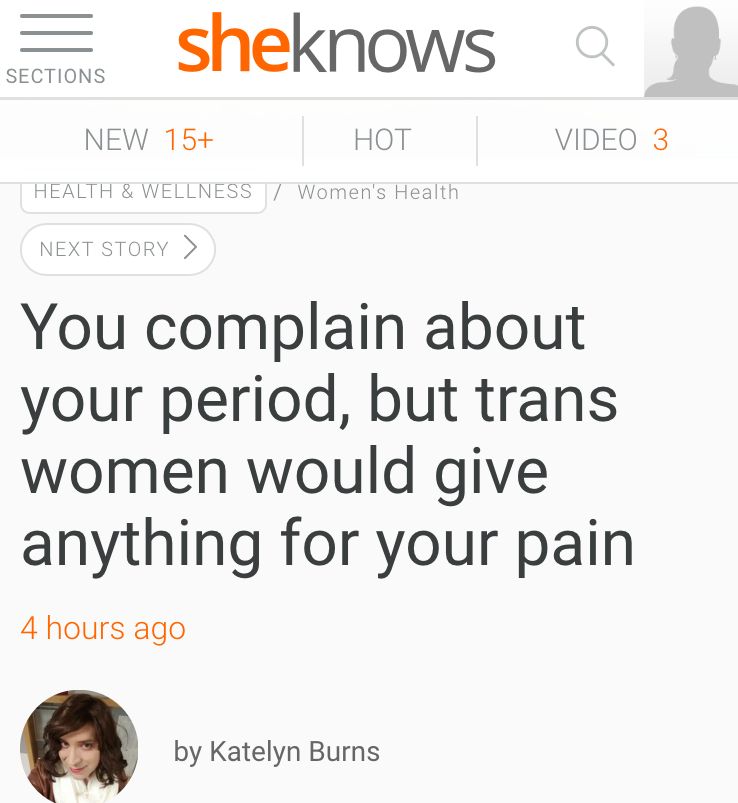 sheknows
SECTIONS
NEW 15+
HOT
VIDEO 3
HEALTH & WELLNESS / Women's Health
NEXT STORY
You complain about
your period, but trans
women would give
anything for your pain
4 hours ago
by Katelyn Burns